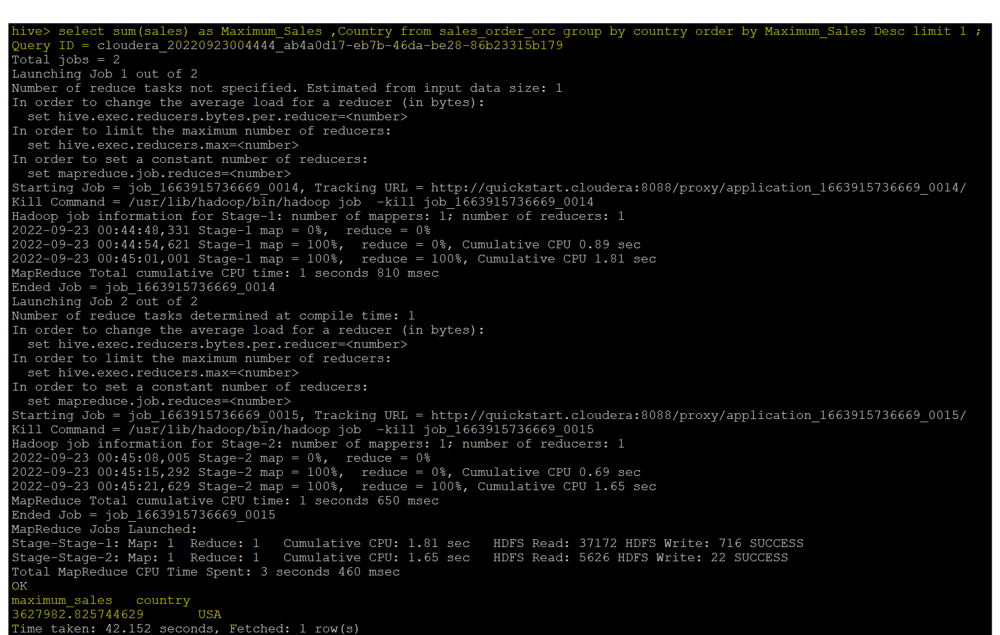 hive> select sum(sales) as Maximum_Sales ,Country from sales_order_orc group by country order by Maximum_Sales Desc limit 1 ;
Query ID = cloudera_20220923004444_ab4a0d17-eb7b-46da-be28-86b23315b179
Total jobs = 2
Launching Job 1 out of 2
Number of reduce tasks not specified. Estimated from input data size: 1
In order to change the average load for a reducer (in bytes):
  set hive.exec.reducers.bytes.per.reducer=<number>
In order to limit the maximum number of reducers:
  set hive.exec.reducers.max=<number>
In order to set a constant number of reducers:
  set mapreduce.job.reduces=<number>
Starting Job = job_1663915736669_0014, Tracking URL = http://quickstart.cloudera:8088/proxy/application_1663915736669_0014/
Kill Command = /usr/lib/hadoop/bin/hadoop job  -kill job_1663915736669_0014
Hadoop job information for Stage-1: number of mappers: 1; number of reducers: 1
2022-09-23 00:44:48,331 Stage-1 map = 0%,  reduce = 0%
2022-09-23 00:44:54,621 Stage-1 map = 100%,  reduce = 0%, Cumulative CPU 0.89 sec
2022-09-23 00:45:01,001 Stage-1 map = 100%,  reduce = 100%, Cumulative CPU 1.81 sec
MapReduce Total cumulative CPU time: 1 seconds 810 msec
Ended Job = job_1663915736669_0014
Launching Job 2 out of 2
Number of reduce tasks determined at compile time: 1
In order to change the average load for a reducer (in bytes):
  set hive.exec.reducers.bytes.per.reducer=<number>
In order to limit the maximum number of reducers:
  set hive.exec.reducers.max=<number>
In order to set a constant number of reducers:
  set mapreduce.job.reduces=<number>
Starting Job = job_1663915736669_0015, Tracking URL = http://quickstart.cloudera:8088/proxy/application_1663915736669_0015/
Kill Command = /usr/lib/hadoop/bin/hadoop job  -kill job_1663915736669_0015
Hadoop job information for Stage-2: number of mappers: 1; number of reducers: 1
2022-09-23 00:45:08,005 Stage-2 map = 0%,  reduce = 0%
2022-09-23 00:45:15,292 Stage-2 map = 100%,  reduce = 0%, Cumulative CPU 0.69 sec
2022-09-23 00:45:21,629 Stage-2 map = 100%,  reduce = 100%, Cumulative CPU 1.65 sec
MapReduce Total cumulative CPU time: 1 seconds 650 msec
Ended Job = job_1663915736669_0015
MapReduce Jobs Launched:
Stage-Stage-1: Map: 1  Reduce: 1   Cumulative CPU: 1.81 sec   HDFS Read: 37172 HDFS Write: 716 SUCCESS
Stage-Stage-2: Map: 1  Reduce: 1   Cumulative CPU: 1.65 sec   HDFS Read: 5626 HDFS Write: 22 SUCCESS
Total MapReduce CPU Time Spent: 3 seconds 460 msec
OK
maximum_sales   country
3627982.825744629       USA
Time taken: 42.152 seconds, Fetched: 1 row(s)